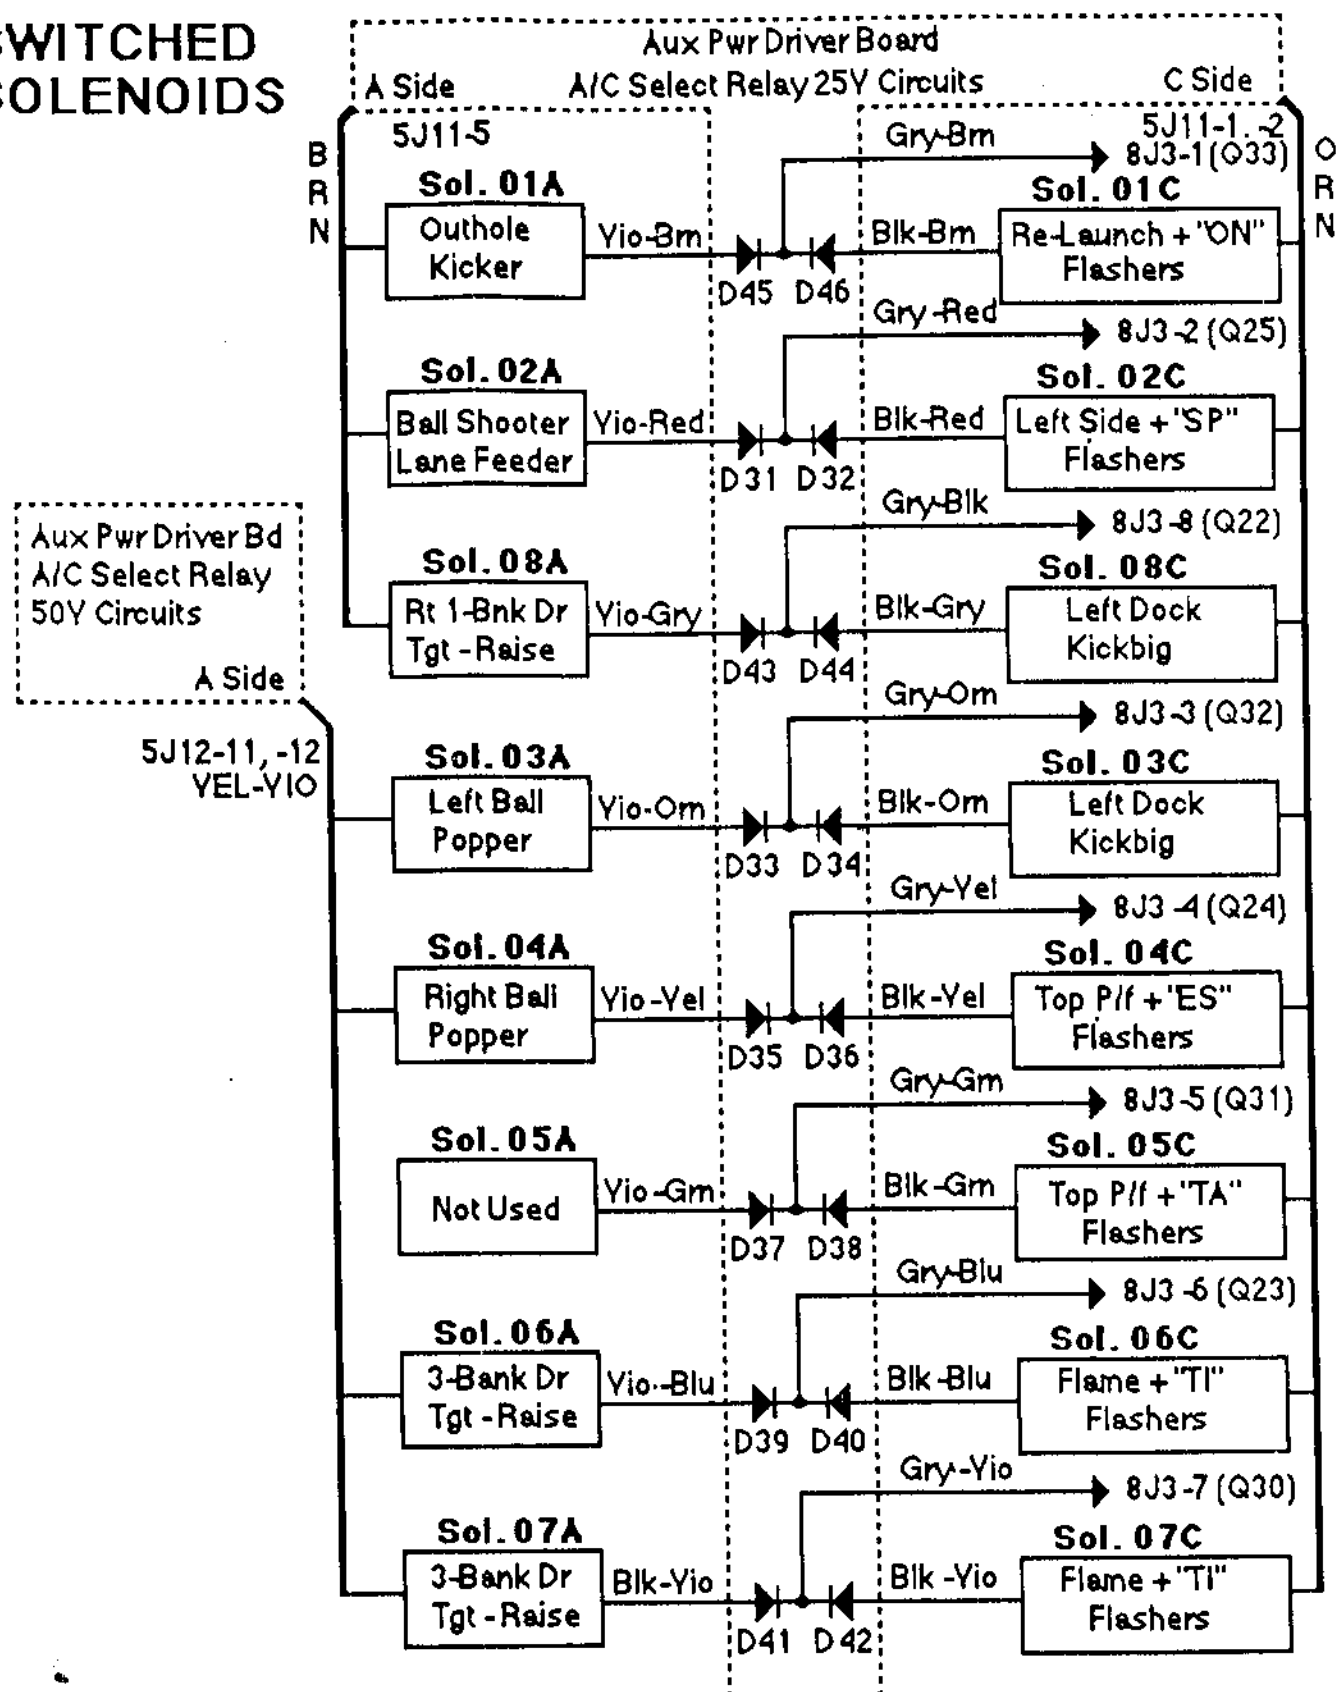 SWITCHED
SOLENOIDS
Aux Pwr Driver Board
A Side
A/C Select Relay 25V Circuits
C Side
BRN
5J11-5
Gry-Brn
5J11-1, -2
8J3-1 (Q33)
ORN
Sol. 01A
Outhole
Kicker
Vio-Brn
D45 D46
Blk-Brn
Sol. 01C
Re-Launch + "ON"
Flashers
Gry-Red
8J3-2 (Q25)
Sol. 02A
Ball Shooter
Lane Feeder
Vio-Red
D31 D32
Blk-Red
Sol. 02C
Left Side + "SP"
Flashers
Gry-Blk
8J3-8 (Q22)
Aux Pwr Driver Bd
A/C Select Relay
50V Circuits
A Side
Sol. 08A
Rt 1-Bnk Dr
Tgt-Raise
Vio-Gry
D43 D44
Blk-Gry
Sol. 08C
Left Dock
Kickbig
Gry-Orn
8J3-3 (Q32)
5J12-11, -12
YEL-VIO
Sol. 03A
Left Ball
Popper
Vio-Orn
D33 D34
Blk-Orn
Sol. 03C
Left Dock
Kickbig
Gry-Yel
8J3-4 (Q24)
Sol. 04A
Right Ball
Popper
Vio-Yel
D35 D36
Blk-Yel
Sol. 04C
Top P/f + "ES"
Flashers
Gry-Grn
8J3-5 (Q31)
Sol. 05A
Not Used
Vio-Grn
D37 D38
Blk-Grn
Sol. 05C
Top P/f + "TA"
Flashers
Gry-Blu
8J3-6 (Q23)
Sol. 06A
3-Bank Dr
Tgt-Raise
Vio-Blu
D39 D40
Blk-Blu
Sol. 06C
Flame + "TI"
Flashers
Gry-Vio
8J3-7 (Q30)
Sol. 07A
3-Bank Dr
Tgt-Raise
Blk-Vio
D41 D42
Blk-Vio
Sol. 07C
Flame + "TI"
Flashers